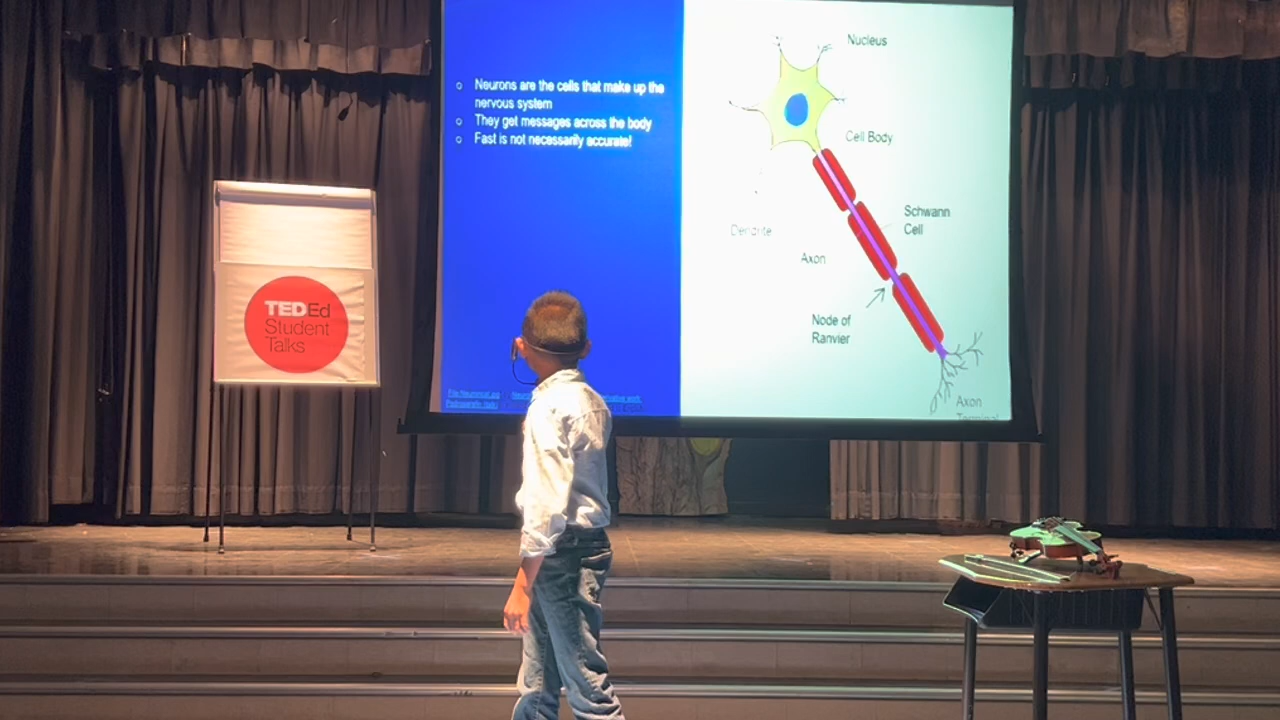 TEDEd
Student
Talks
Neurons are the cells that make up the
nervous system
They get messages across the body
Fast is not necessarily accurate!
Nucleus
Cell Body
Schwann
Cell
Dendrite
Axon
Node of
Ranvier
Axon
Terminal